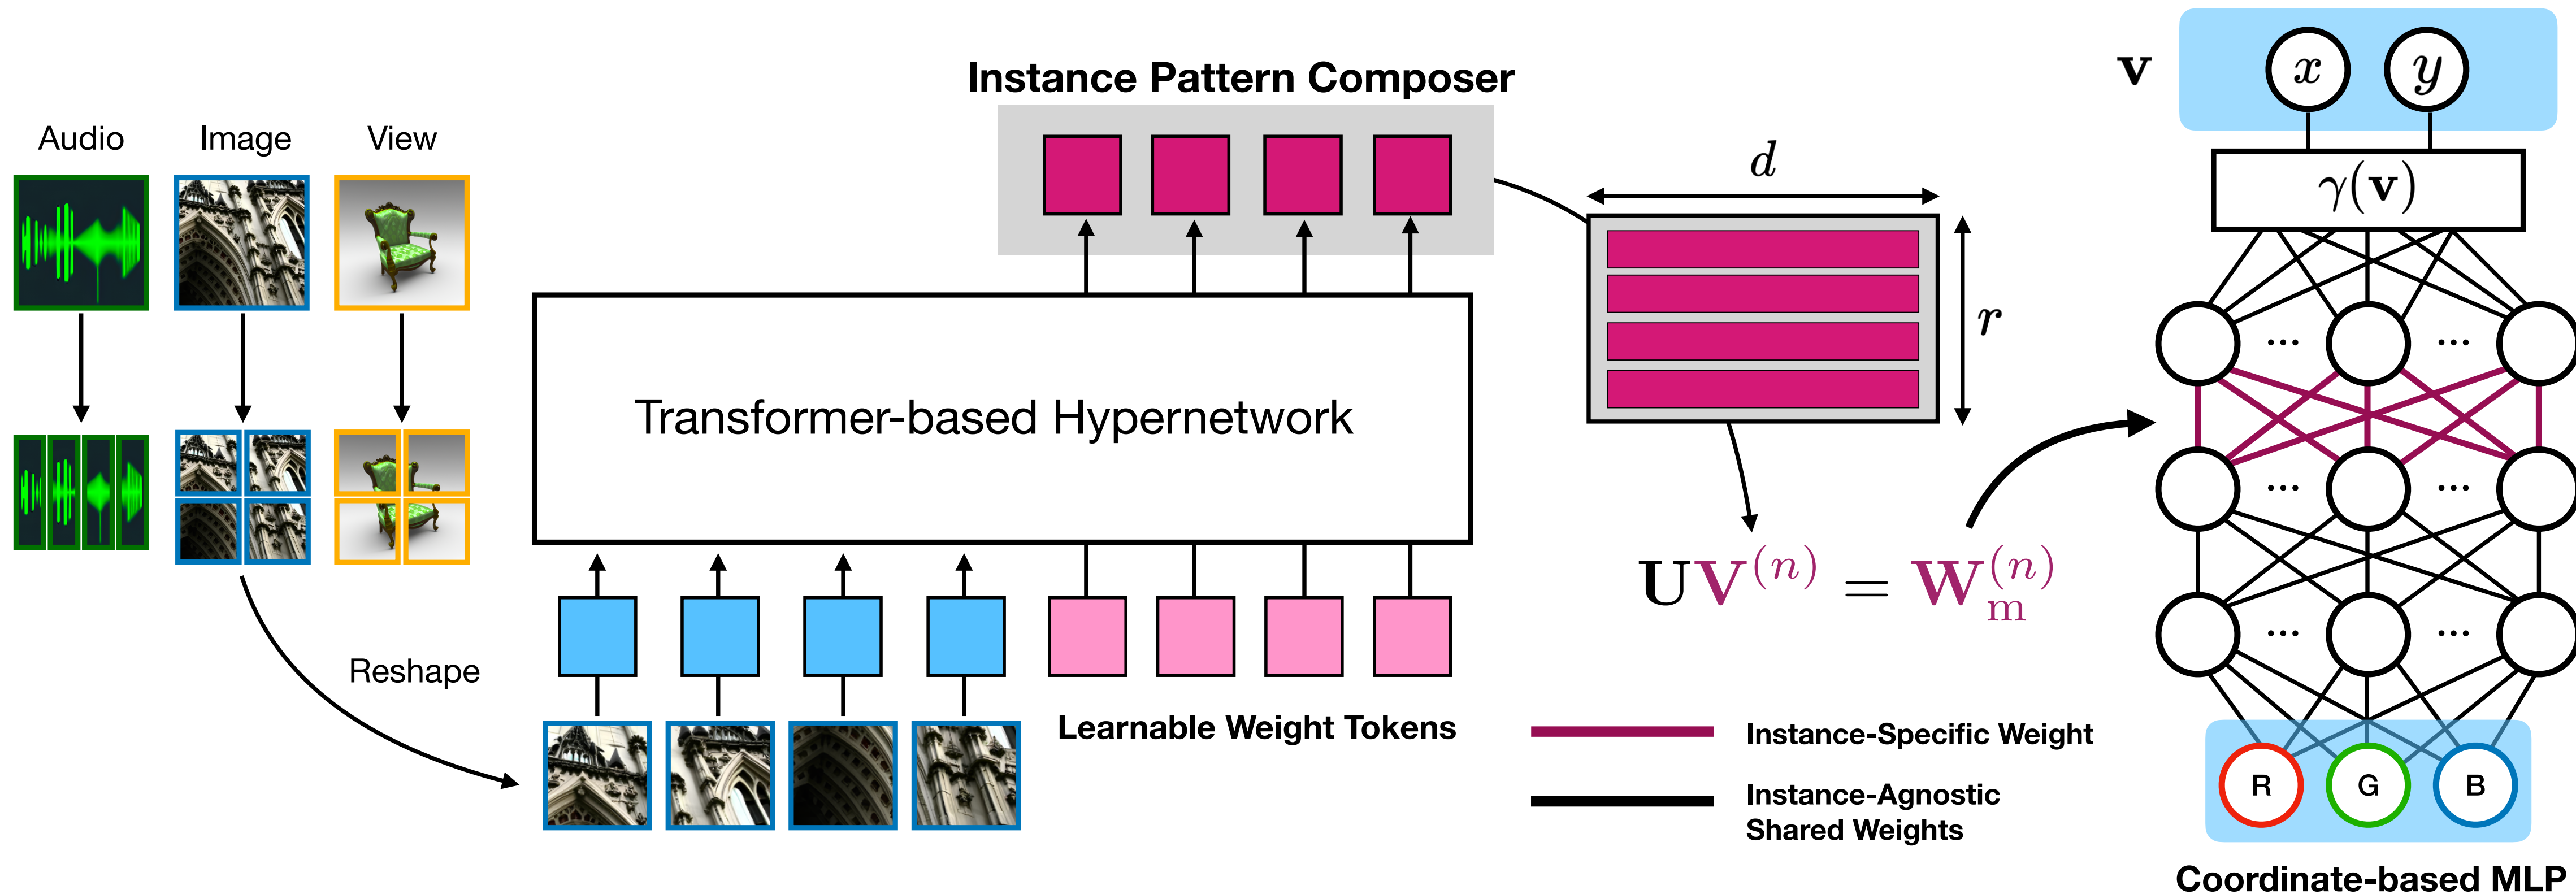 Instance Pattern Composer
Audio
Image
View
Transformer-based Hypernetwork
Reshape
Learnable Weight Tokens
d
r
UV^{(n)} = W_m^{(n)}
Instance-Specific Weight
Instance-Agnostic
Shared Weights
v
x
y
γ(v)
...
...
...
...
...
...
R
G
B
Coordinate-based MLP